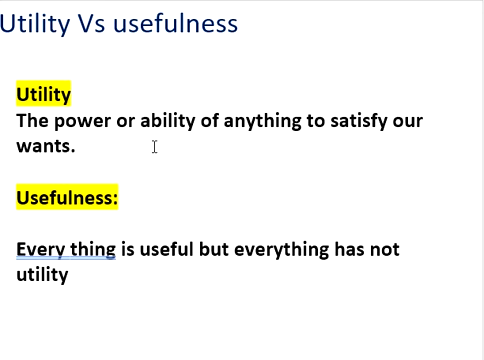 Utility Vs usefulness
Utility
The power or ability of anything to satisfy our
wants.
Usefulness:
Every thing is useful but everything has not
utility